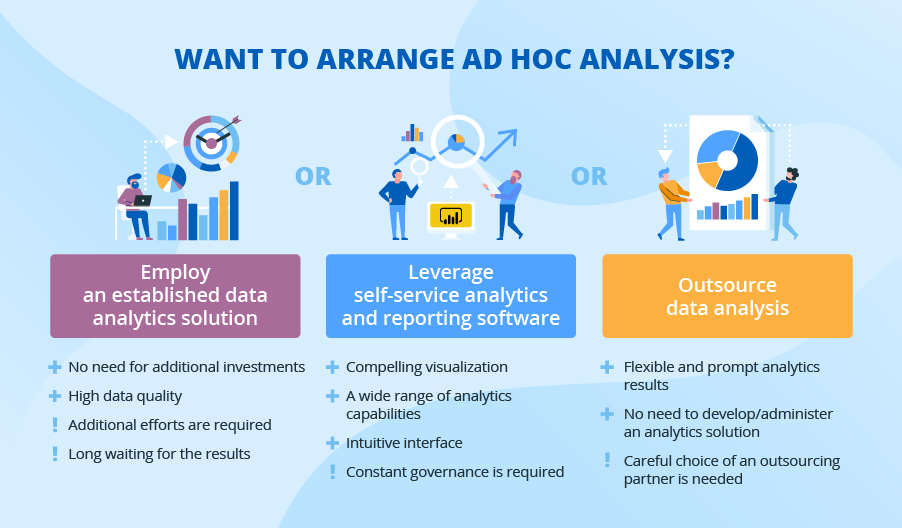 WANT TO ARRANGE AD HOC ANALYSIS?
OR
OR
Employ
an established data
analytics solution
Leverage
self-service analytics
and reporting software
Outsource
data analysis
No need for additional investments
High data quality
Additional efforts are required
Long waiting for the results
Compelling visualization
A wide range of analytics
capabilities
Intuitive interface
Constant governance is required
Flexible and prompt analytics
results
No need to develop/administer
an analytics solution
Careful choice of an outsourcing
partner is needed